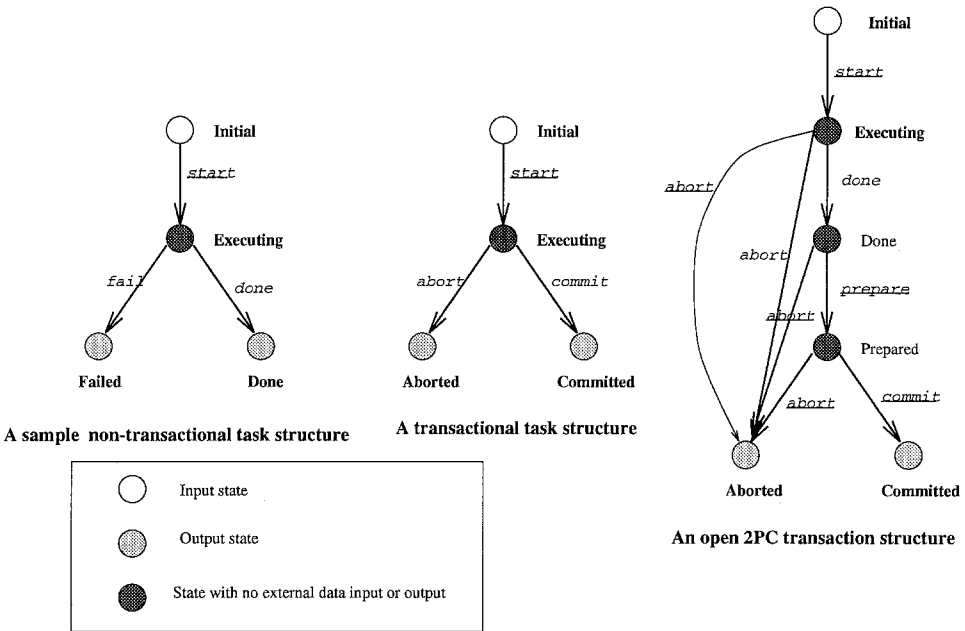 Initial
start
Executing
fail
done
Failed
Done
A sample non-transactional task structure
Initial
start
Executing
abort
commit
Aborted
Committed
A transactional task structure
Initial
start
Executing
abort
done
abort
Done
prepare
abort
Prepared
abort
commit
Aborted
Committed
An open 2PC transaction structure
Input state
Output state
State with no external data input or output